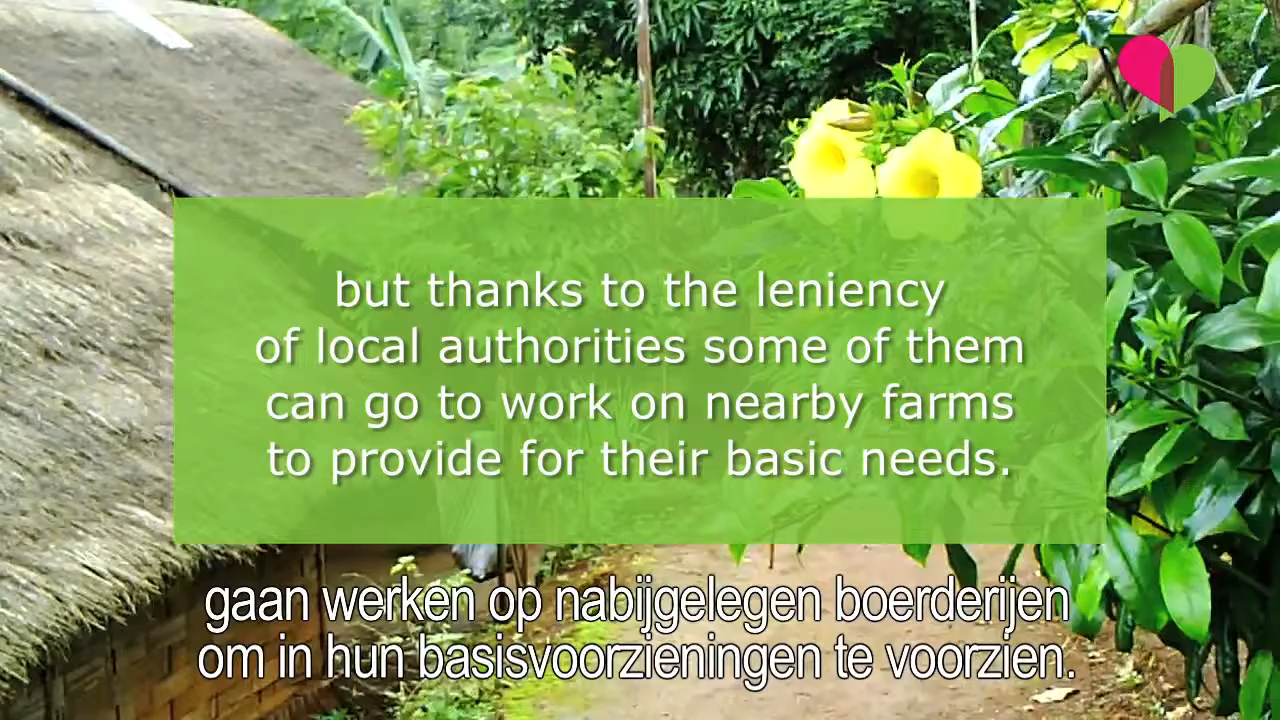 but thanks to the leniency
of local authorities some of them
can go to work on nearby farms
to provide for their basic needs.
gaan werken op nabijgelegen boerderijen
om in hun basisvoorzieningen te voorzien.